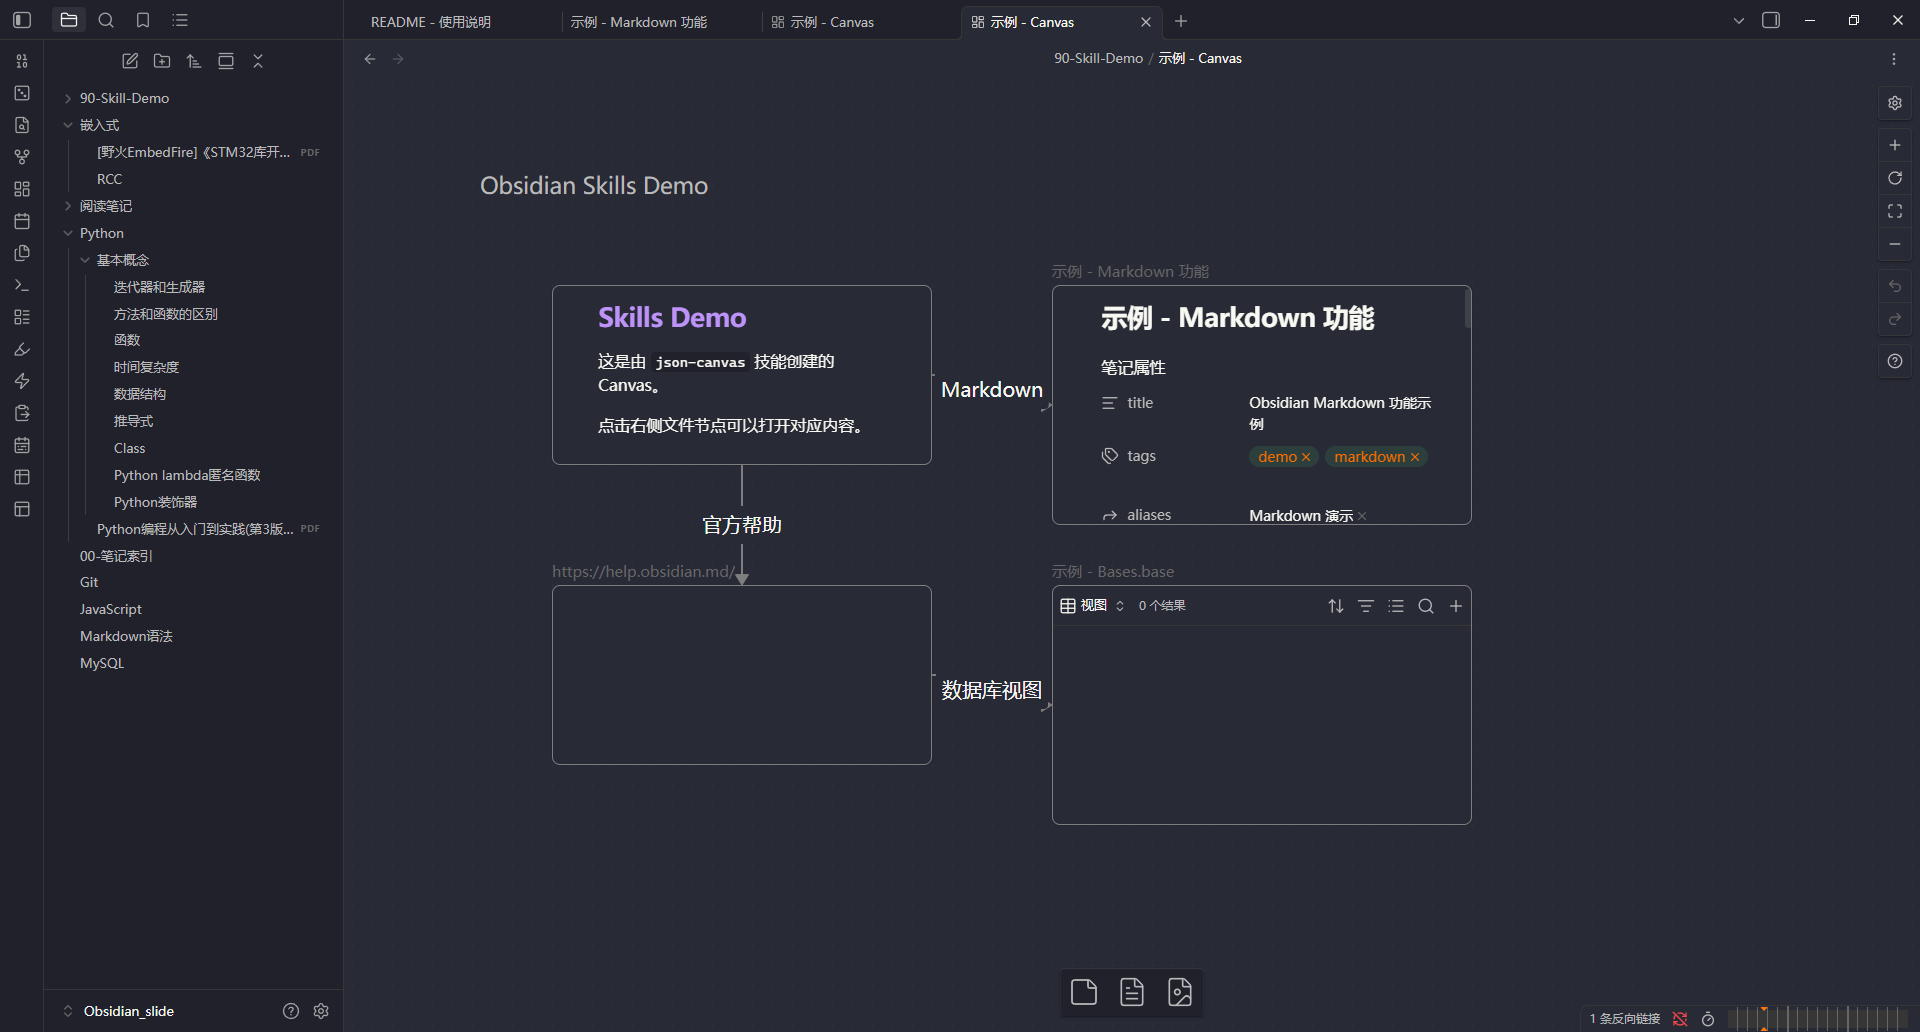 README - 使用说明
示例 - Markdown 功能
示例 - Canvas
示例 - Canvas
90-Skill-Demo / 示例 - Canvas
90-Skill-Demo
嵌入式
[野火EmbedFire]《STM32库开... PDF
RCC
阅读笔记
Python
基本概念
迭代器和生成器
方法和函数的区别
函数
时间复杂度
数据结构
推导式
Class
Python lambda匿名函数
Python装饰器
Python编程从入门到实践(第3版... PDF
00-笔记索引
Git
JavaScript
Markdown语法
MySQL
Obsidian_slide
Obsidian Skills Demo
Skills Demo
这是由 json-canvas 技能创建的
Canvas。
点击右侧文件节点可以打开对应内容。
Markdown
示例 - Markdown 功能
示例 - Markdown 功能
笔记属性
title Obsidian Markdown 功能示
例
tags demo × markdown ×
aliases Markdown 演示 ×
官方帮助
https://help.obsidian.md/
数据库视图
示例 - Bases.base
视图 0 个结果
1 条反向链接